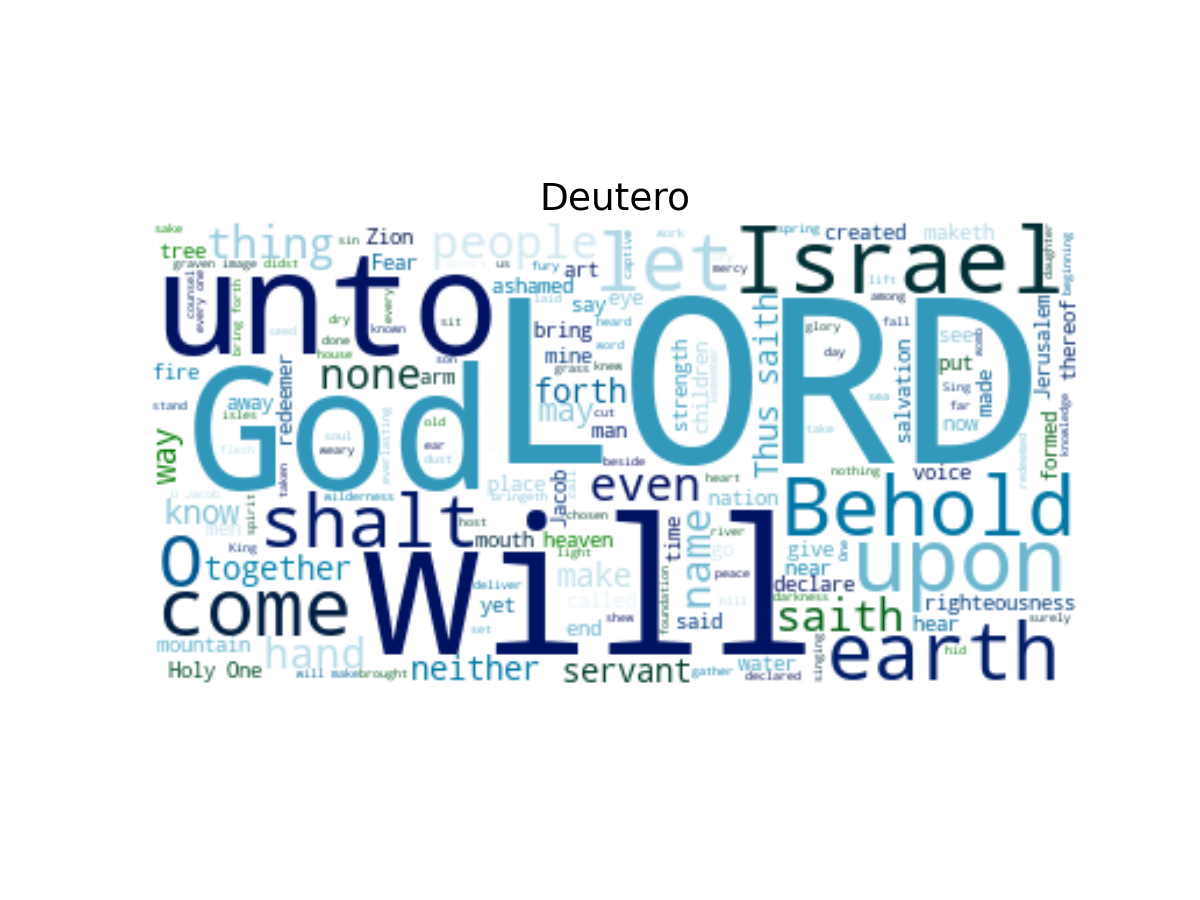 Deutero
sake
tree thing sin Zion people let work
spring created maketh
Israel
daughter
beginning
graven image didst
Fear
us fury art captive
mercy
lift
counsel
every one
bring forth
unto
every
ashamed
laid say eye
among
seed dry known sit
bring heard
LORD
glory fall see womb
Jerusalem
thereof
done
house
son
mine word
day
put
fire
redeemer
none arm
grass knew
strength
children
Thus saith
salvation
Sing
made
stand away
isles
God
forth
may cut
sea
far
now
formed
knowledge
way
flesh
soul
weary
everlasting
old
ear
dust
man
take
redeemed
taken
beside
nothing voice
O Jacob
wilderness
place
bringeth
Jacob
call
even heart
nation
Behold
know
men
spirit
shalt
host
chosen
name
river
King
mouth heaven
time
go
give One
upon
O together
light
near
Will
deliver
make
foundation
peace declare
come
yet
called
hill
darkness
righteousness
set
shew
said
saith hear surely
end
mountain hand
singing
earth
hid
Holy One will make brought neither servant gather water
declared